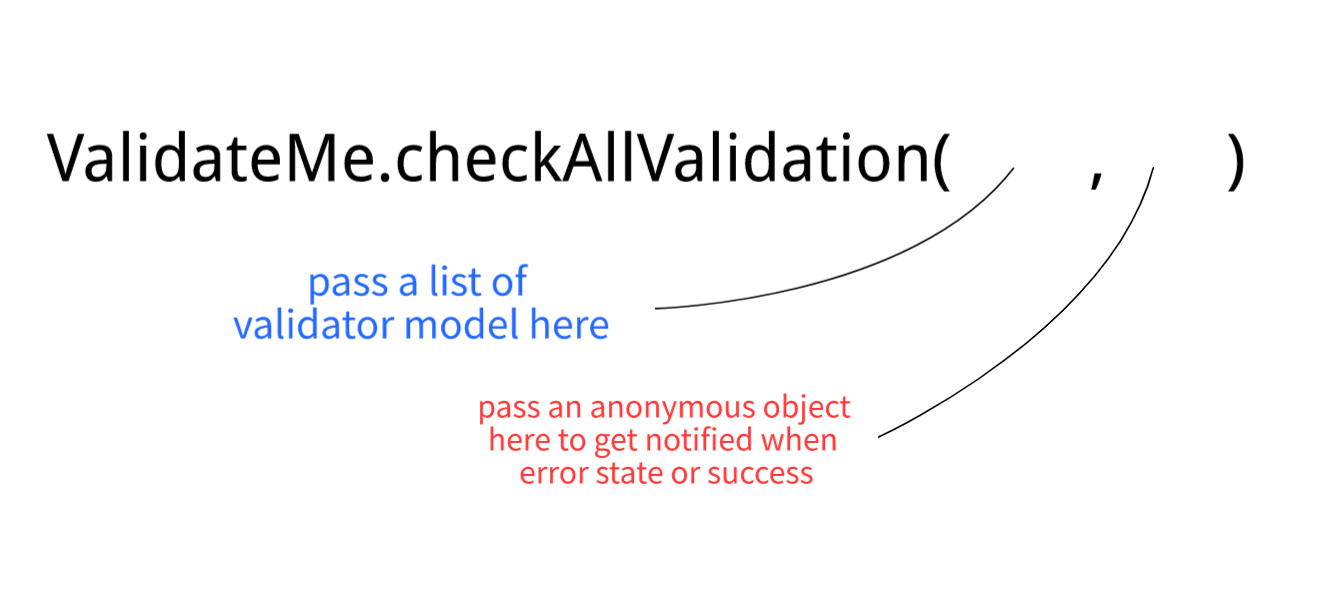 ValidateMe.checkAllValidation( , )
pass a list of
validator model here
pass an anonymous object
here to get notified when
error state or success